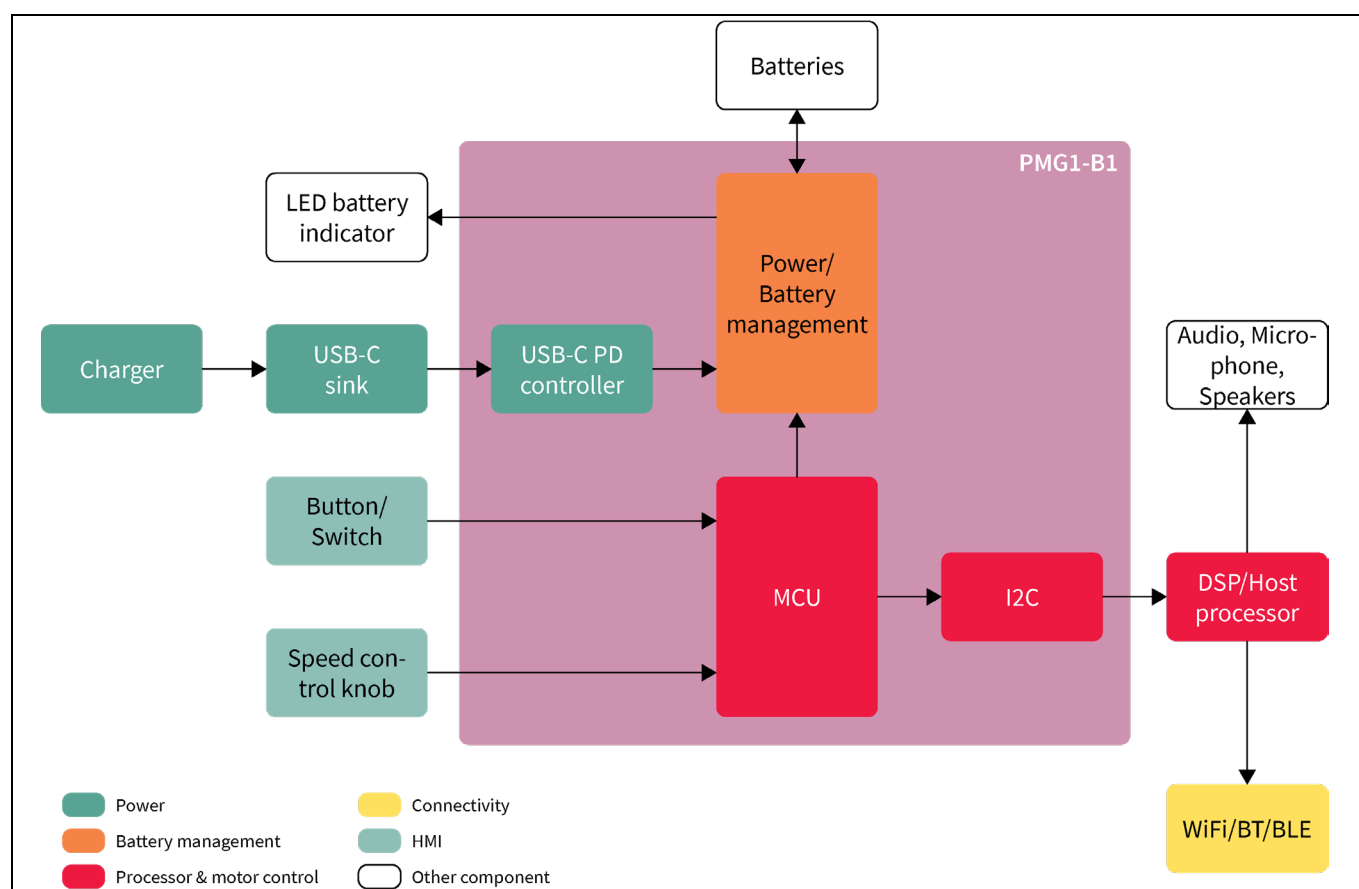 Batteries
PMG1-B1
LED battery
indicator
Power/
Battery
management
Charger
USB-C
sink
USB-C PD
controller
Audio, Micro-
phone,
Speakers
Button/
Switch
MCU
I2C
DSP/Host
processor
Speed con-
trol knob
WiFi/BT/BLE
Power
Battery management
Processor & motor control
Connectivity
HMI
Other component